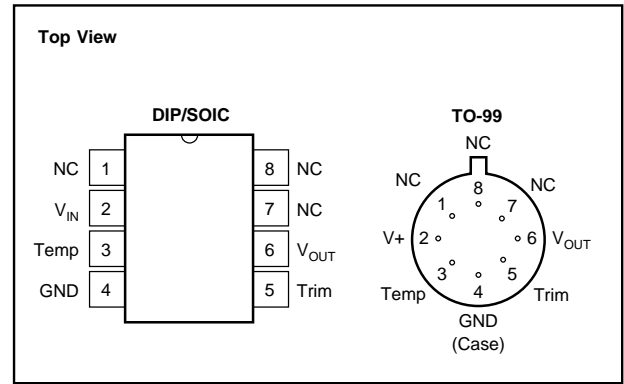 Top View
DIP/SOIC
NC 1 8 NC
V_IN 2 7 NC
Temp 3 6 V_OUT
GND 4 5 Trim
TO-99
NC
NC 8 NC
1 7
V+ 2 6 V_OUT
3 5
Temp 4 Trim
GND
(Case)